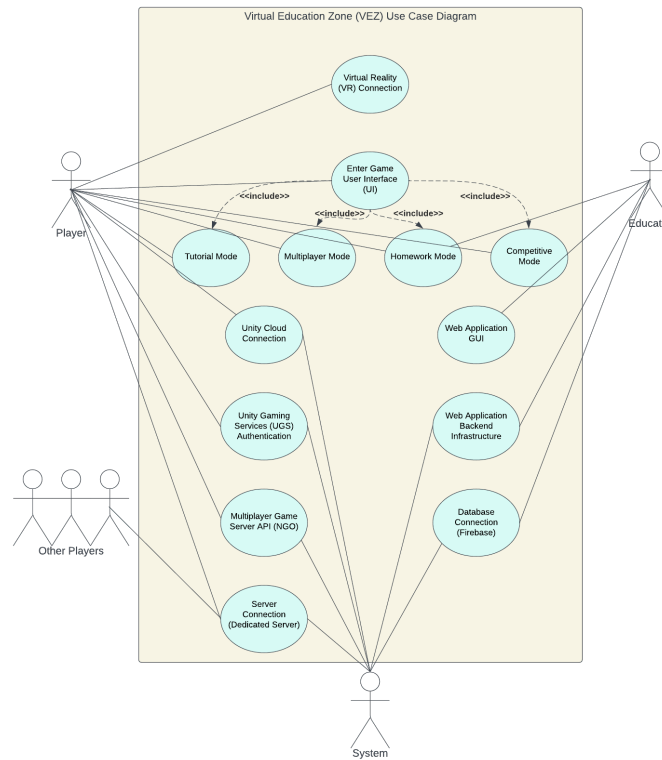 Virtual Education Zone (VEZ) Use Case Diagram
Virtual Reality
(VR) Connection
Enter Game
User Interface
(UI)
<<include>>
<<include>>
<<include>>
<<include>>
Player
Educat
Tutorial Mode
Multiplayer Mode
Homework Mode
Competitive
Mode
Unity Cloud
Connection
Web Application
GUI
Unity Gaming
Services (UGS)
Authentication
Web Application
Backend
Infrastructure
Multiplayer Game
Server API (NGO)
Database
Connection
(Firebase)
Other Players
Server
Connection
(Dedicated Server)
System